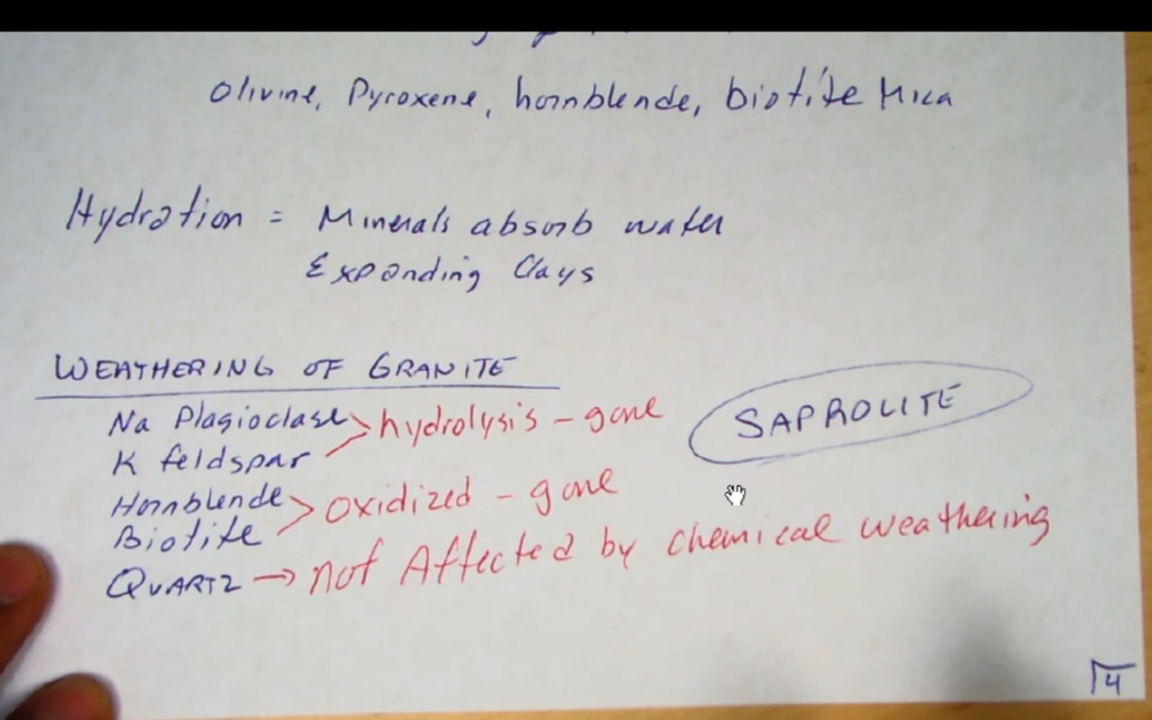 Olivine, Pyroxene, hornblende, biotite Mica
Hydration = Minerals absorb water
Expanding Clays
WEATHERING OF GRANITE
SAPROLITE
Na Plagioclase > hydrolysis - gone
K feldspar
Hornblende > oxidized - gone
Biotite
QUARTZ → not Affected by chemical weathering
4